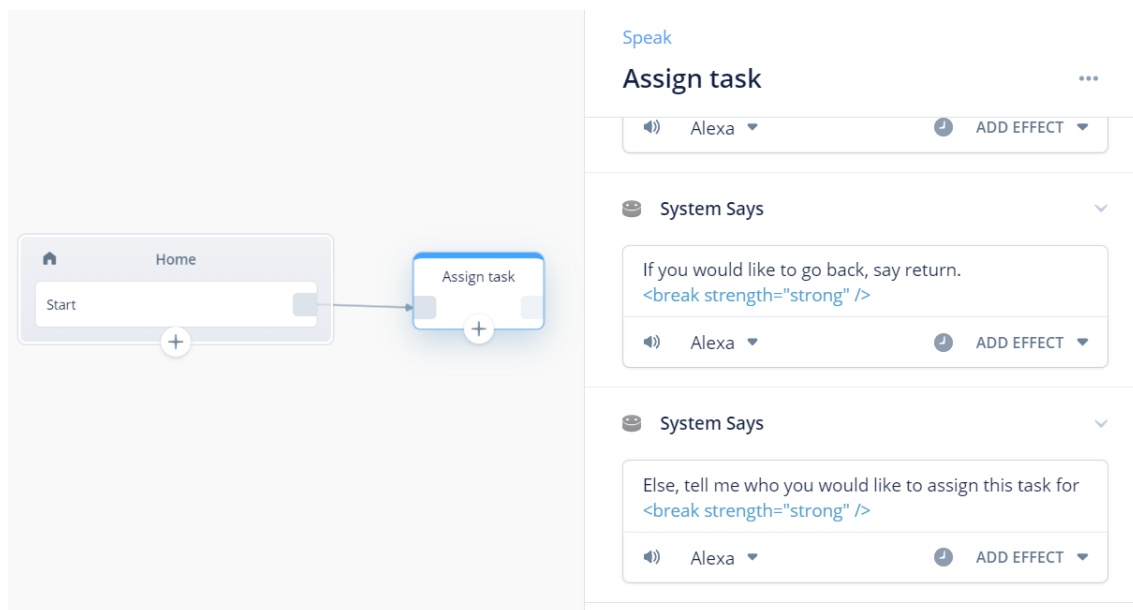 Speak
Assign task
Alexa
ADD EFFECT
System Says
If you would like to go back, say return.
<break strength="strong" />
Alexa
ADD EFFECT
System Says
Else, tell me who you would like to assign this task for
<break strength="strong" />
Alexa
ADD EFFECT
Home
Start
Assign task